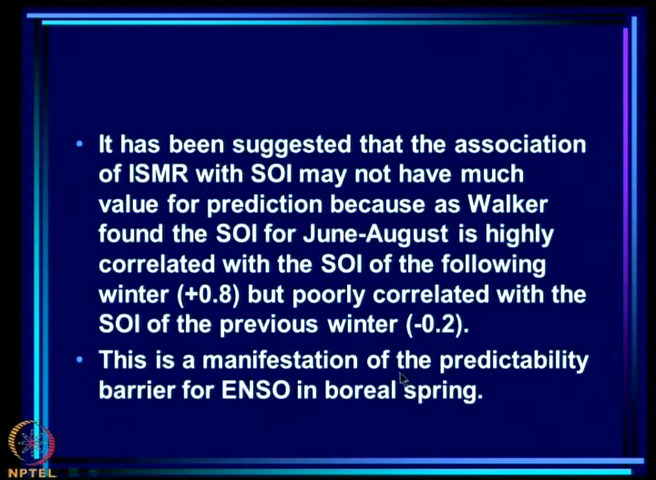 • It has been suggested that the association
of ISMR with SOI may not have much
value for prediction because as Walker
found the SOI for June-August is highly
correlated with the SOI of the following
winter (+0.8) but poorly correlated with the
SOI of the previous winter (-0.2).
• This is a manifestation of the predictability
barrier for ENSO in boreal spring.
NPTEL